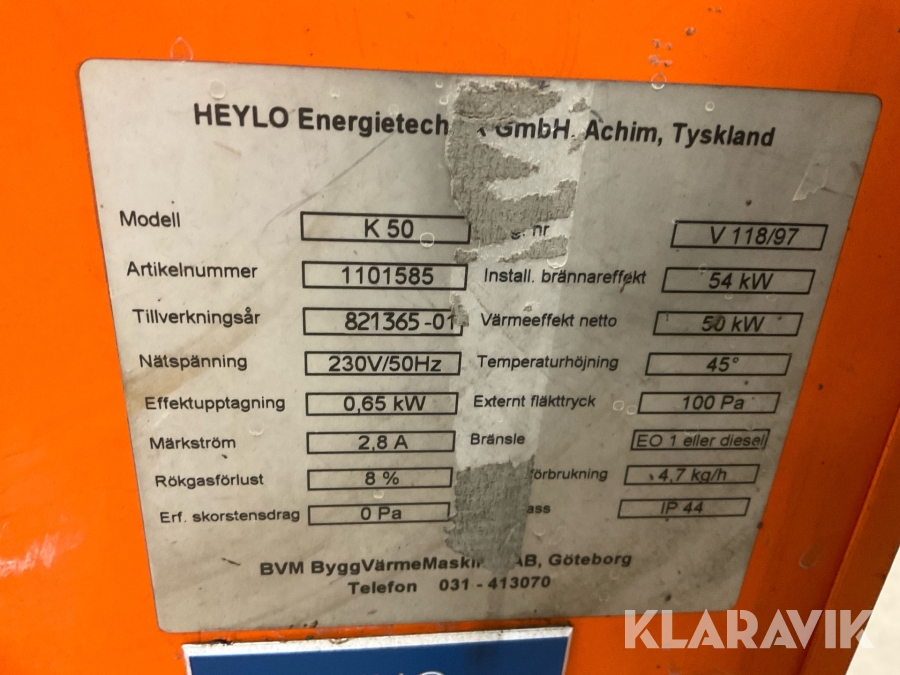 HEYLO Energietech GmbH. Achim, Tyskland
Modell K 50 nr V 118/97
Artikelnummer 1101585 Install. brännareffekt 54 kW
Tillverkningsår 821365-01 Värmeeffekt netto 50 kW
Nätspänning 230V/50Hz Temperaturhöjning 45°
Effektupptagning 0,65 kW Externt fläkttryck 100 Pa
Märkström 2,8 A Bränsle EO 1 eller diesel
Rökgasförlust 8 % förbrukning 4,7 kg/h
Erf. skorstensdrag 0 Pa ass IP 44
BVM ByggVärmeMaski AB, Göteborg
Telefon 031 - 413070
KLARAVIK